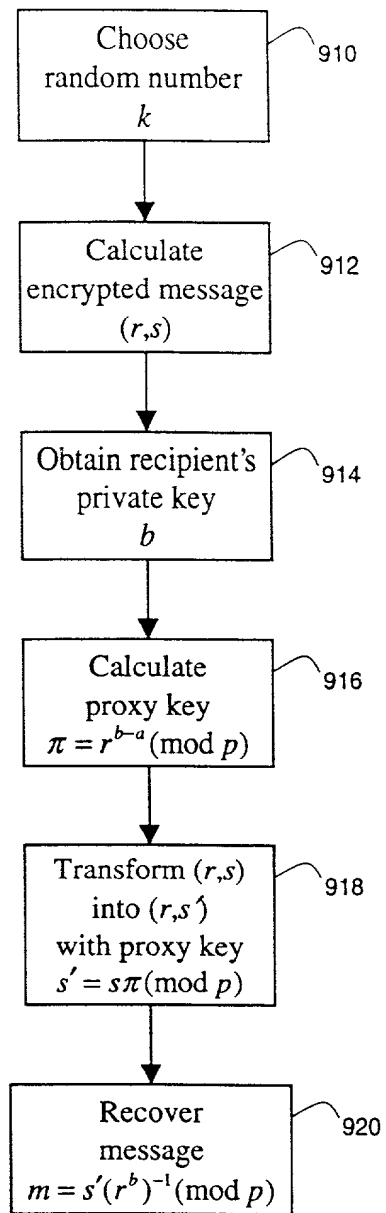 Choose
random number
k
910
Calculate
encrypted message
(r,s)
912
Obtain recipient's
private key
b
914
Calculate
proxy key
π = r^{b−a} (mod p)
916
Transform (r,s)
into (r,s′)
with proxy key
s′ = sπ(mod p)
918
Recover
message
m = s′(r^b)^{−1} (mod p)
920